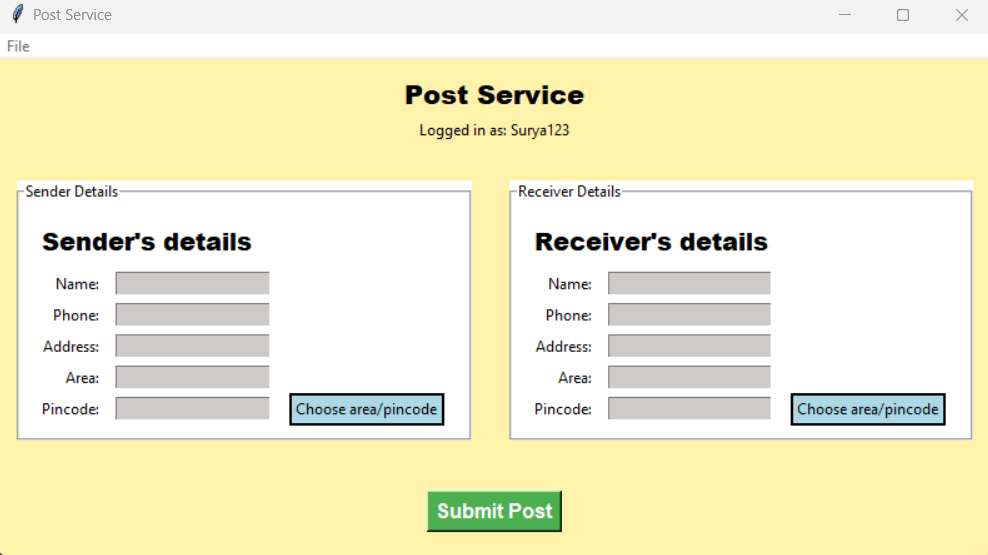 Post Service
File
Post Service
Logged in as: Surya123
Sender Details
Sender's details
Name:
Phone:
Address:
Area:
Pincode:
Choose area/pincode
Receiver Details
Receiver's details
Name:
Phone:
Address:
Area:
Pincode:
Choose area/pincode
Submit Post